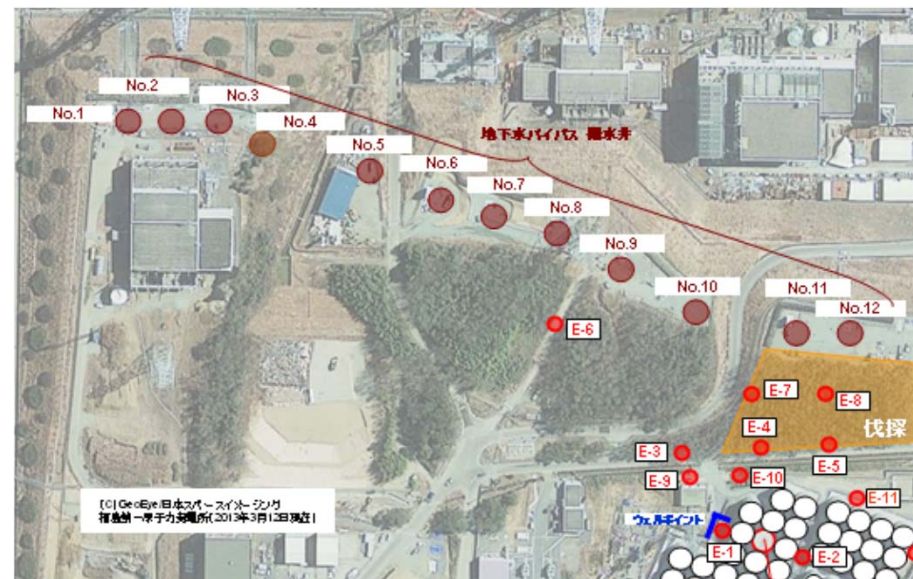 No.1
No.2
No.3
No.4
No.5
No.6
No.7
No.8
No.9
No.10
No.11
No.12
地下水バイパス 揚水井
E-6
E-7
E-8
E-4
伐採
E-3
E-5
E-9
E-10
E-11
ウェルポイント
E-1
E-2
(C)GeoEye/日本スペースイメージング
福島第一原子力発電所(2013年3月12日現在)